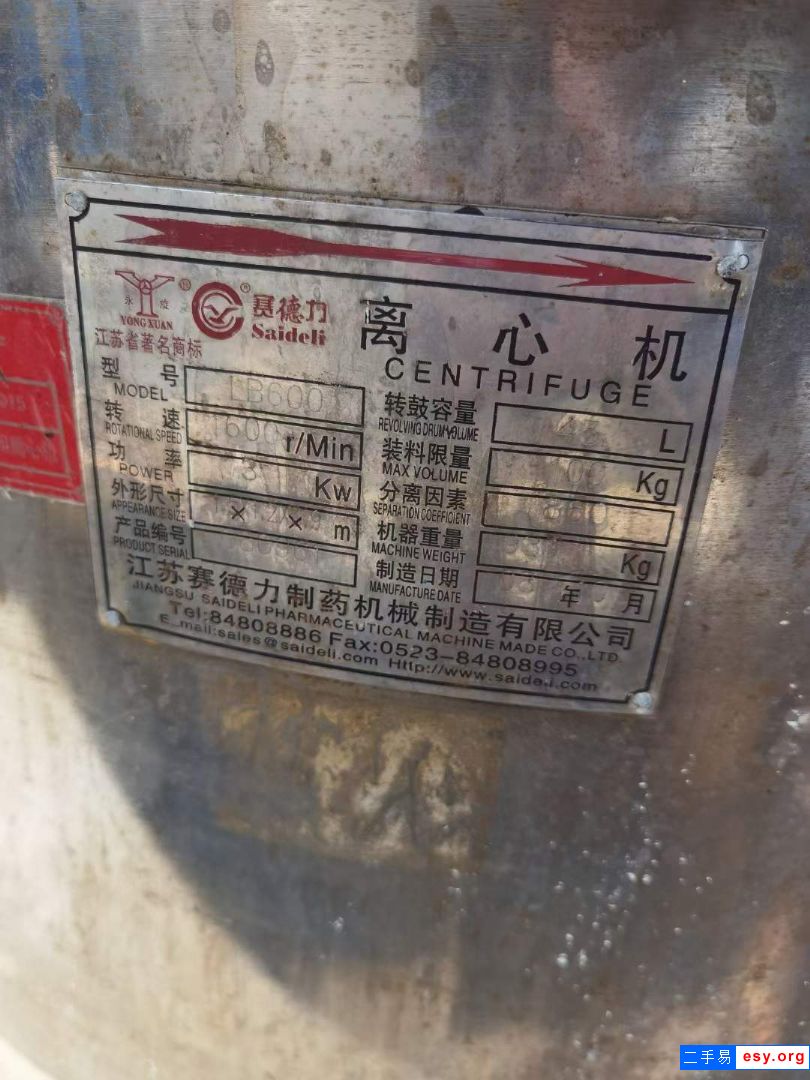 永旋
YONG XUAN
®
®
赛德力
Saideli
江苏省著名商标
离心机
CENTRIFUGE
型号
MODEL
LB600
转速
ROTATIONAL SPEED
1600 r/Min
功率
POWER
3 Kw
外形尺寸
APPEARANCE SIZE
× × m
产品编号
PRODUCT SERIAL
转鼓容量
REVOLVING DRUM VOLUME
L
装料限量
MAX VOLUME
Kg
分离因素
SEPARATION COEFFICIENT
机器重量
MACHINE WEIGHT
Kg
制造日期
MANUFACTURE DATE
年 月
江苏赛德力制药机械制造有限公司
JIANGSU SAIDELI PHARMACEUTICAL MACHINE MADE CO.,LTD.
Tel:84808886 Fax:0523-84808995
E_mail:sales@saideli.com Http://www.saideli.com
二手易 esy.org